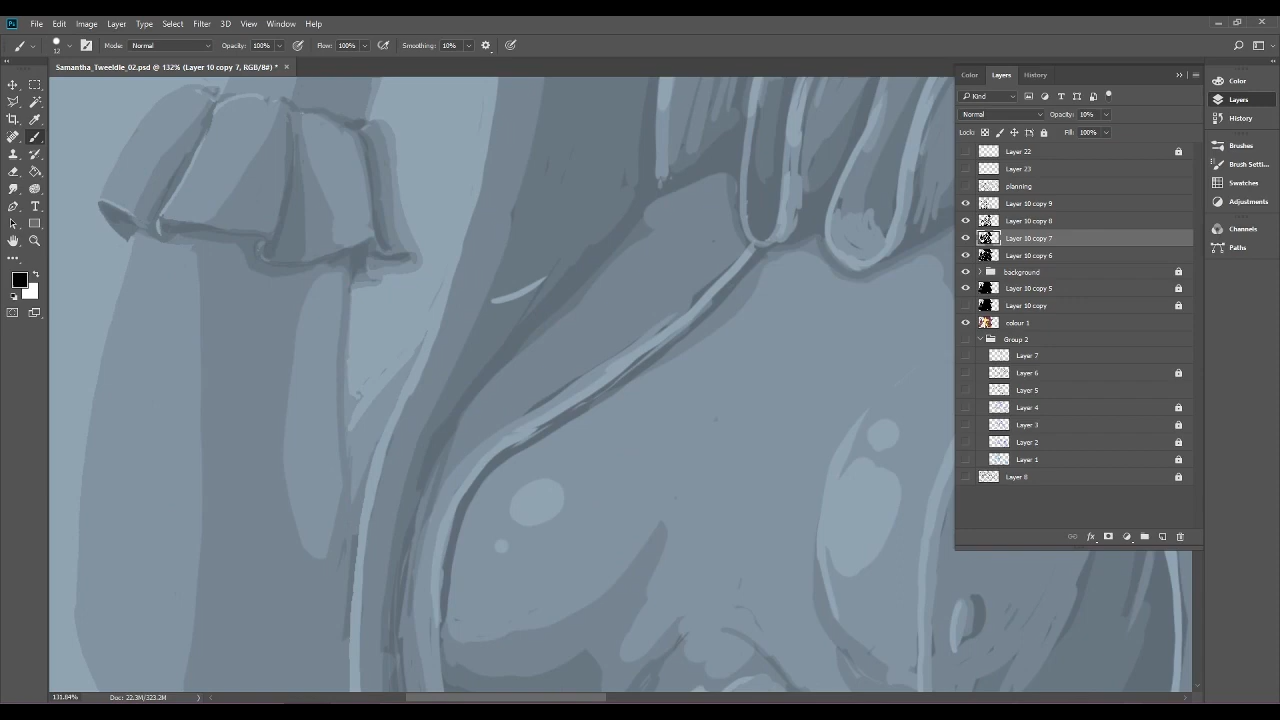 Ps File Edit Image Layer Type Select Filter 3D View Window Help
12 Mode: Normal Opacity: 100% Flow: 100% Smoothing: 10%
Samantha_Tweeldle_02.psd @ 132% (Layer 10 copy 7, RGB/8#) *
Color Layers History
Kind
Normal Opacity: 10%
Lock: Fill: 100%
Layer 22
Layer 23
planning
Layer 10 copy 9
Layer 10 copy 8
Layer 10 copy 7
Layer 10 copy 6
background
Layer 10 copy 5
Layer 10 copy
colour 1
Group 2
Layer 7
Layer 6
Layer 5
Layer 4
Layer 3
Layer 2
Layer 1
Layer 8
fx
Color
Layers
History
Brushes
Brush Setti...
Swatches
Adjustments
Channels
Paths
131.84% Doc: 22.3M/323.2M